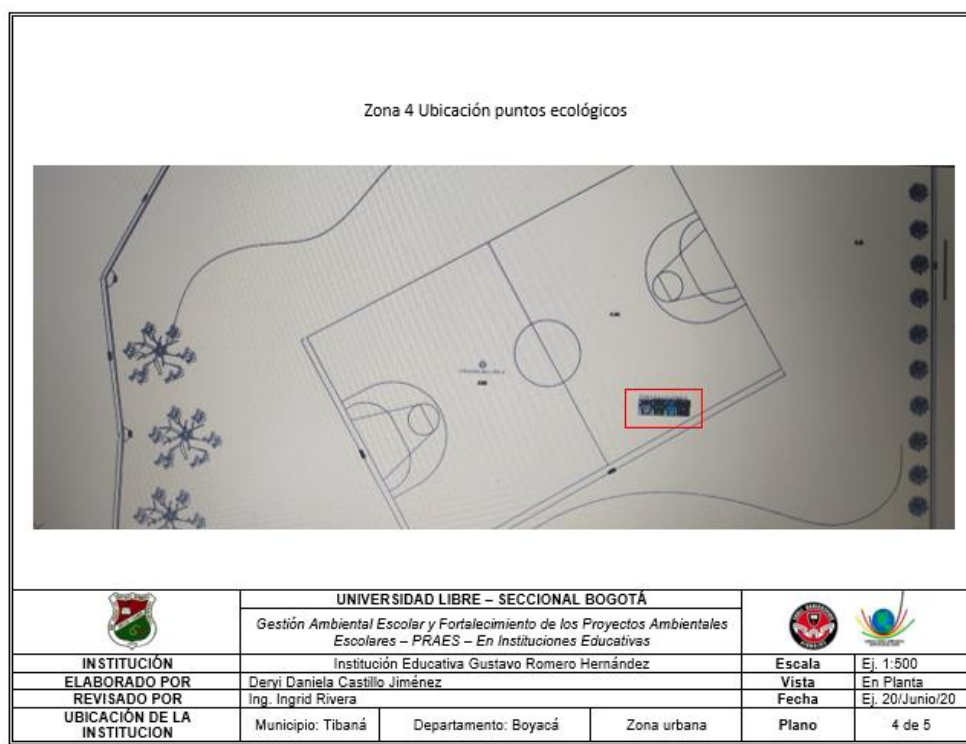 Zona 4 Ubicación puntos ecológicos
UNIVERSIDAD LIBRE – SECCIONAL BOGOTÁ
Gestión Ambiental Escolar y Fortalecimiento de los Proyectos Ambientales
Escolares – PRAES – En Instituciones Educativas
INSTITUCIÓN Institución Educativa Gustavo Romero Hernández Escala Ej. 1:500
ELABORADO POR Deryi Daniela Castillo Jiménez Vista En Planta
REVISADO POR Ing. Ingrid Rivera Fecha Ej. 20/Junio/20
UBICACIÓN DE LA
INSTITUCION Municipio: Tibaná Departamento: Boyacá Zona urbana Plano 4 de 5